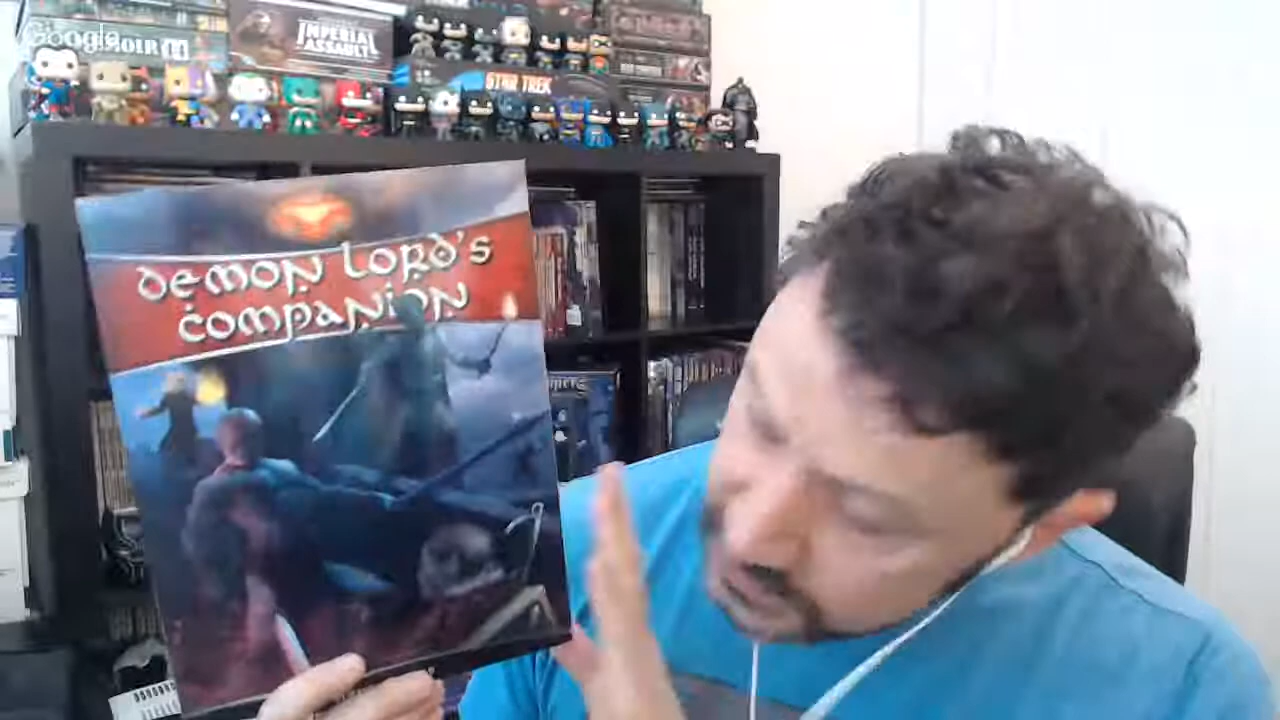 Google
NOIR
IMPERIAL
ASSAULT
STAR TREK
DEMON LORD'S
COMPANION